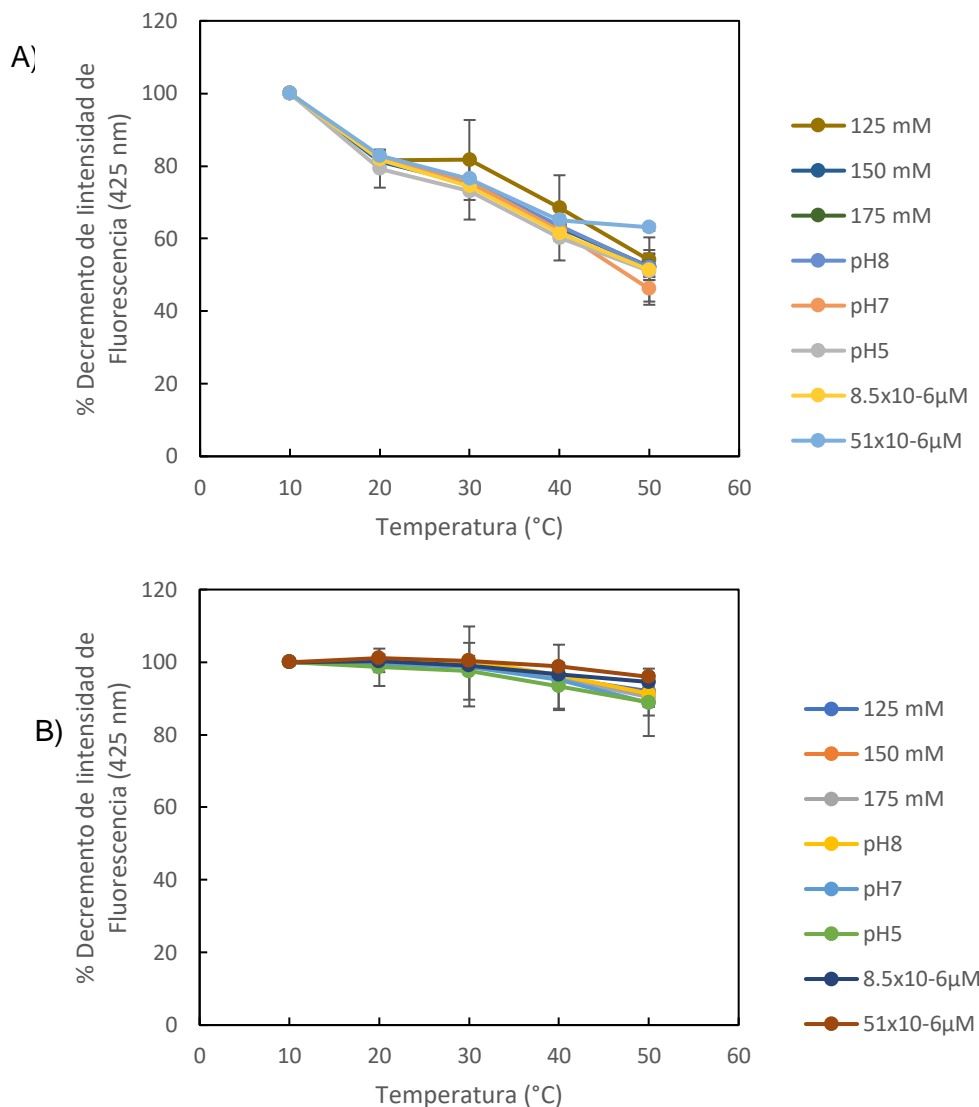 A)
% Decremento de Iintensidad de
Fluorescencia (425 nm)
120
100
80
60
40
20
0
0 10 20 30 40 50 60
Temperatura (°C)
125 mM
150 mM
175 mM
pH8
pH7
pH5
8.5x10-6µM
51x10-6µM
B)
% Decremento de Iintensidad de
Fluorescencia (425 nm)
120
100
80
60
40
20
0
0 10 20 30 40 50 60
Temperatura (°C)
125 mM
150 mM
175 mM
pH8
pH7
pH5
8.5x10-6µM
51x10-6µM